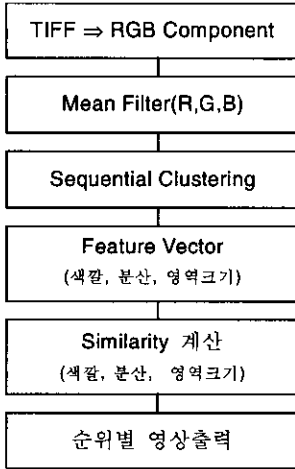 TIFF ⇒ RGB Component
Mean Filter(R,G,B)
Sequential Clustering
Feature Vector
(색깔, 분산, 영역크기)
Similarity 계산
(색깔, 분산, 영역크기)
순위별 영상출력